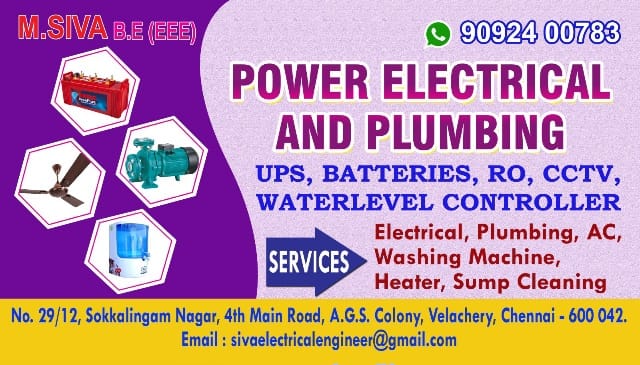 M.SIVA B.E (EEE)
90924 00783
POWER ELECTRICAL
AND PLUMBING
UPS, BATTERIES, RO, CCTV,
WATERLEVEL CONTROLLER
SERVICES
Electrical, Plumbing, AC,
Washing Machine,
Heater, Sump Cleaning
No. 29/12, Sokkalingam Nagar, 4th Main Road, A.G.S. Colony, Velachery, Chennai - 600 042.
Email : sivaelectricalengineer@gmail.com